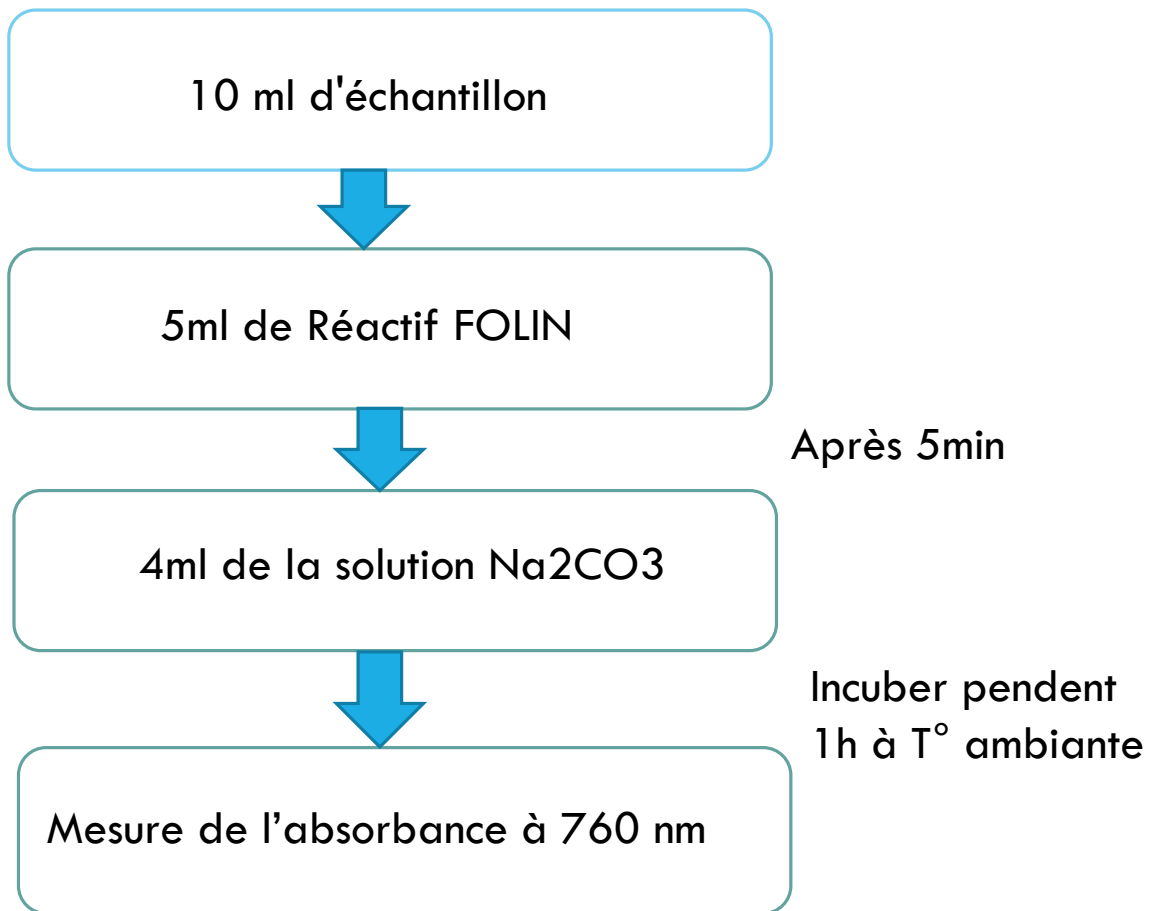 10 ml d'échantillon
5ml de Réactif FOLIN
Après 5min
4ml de la solution Na2CO3
Incuber pendent
1h à T° ambiante
Mesure de l’absorbance à 760 nm